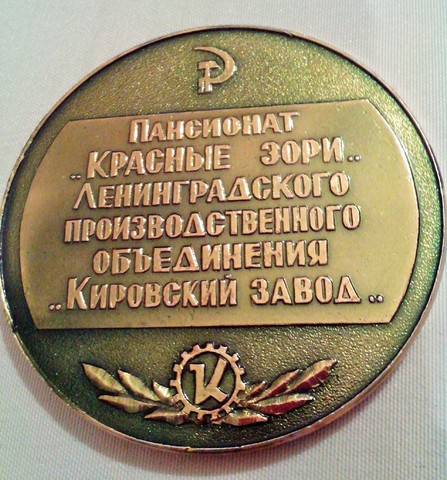 Пансионат
„Красные зори„
Ленинградского
производственного
объединения
„Кировский завод„
К